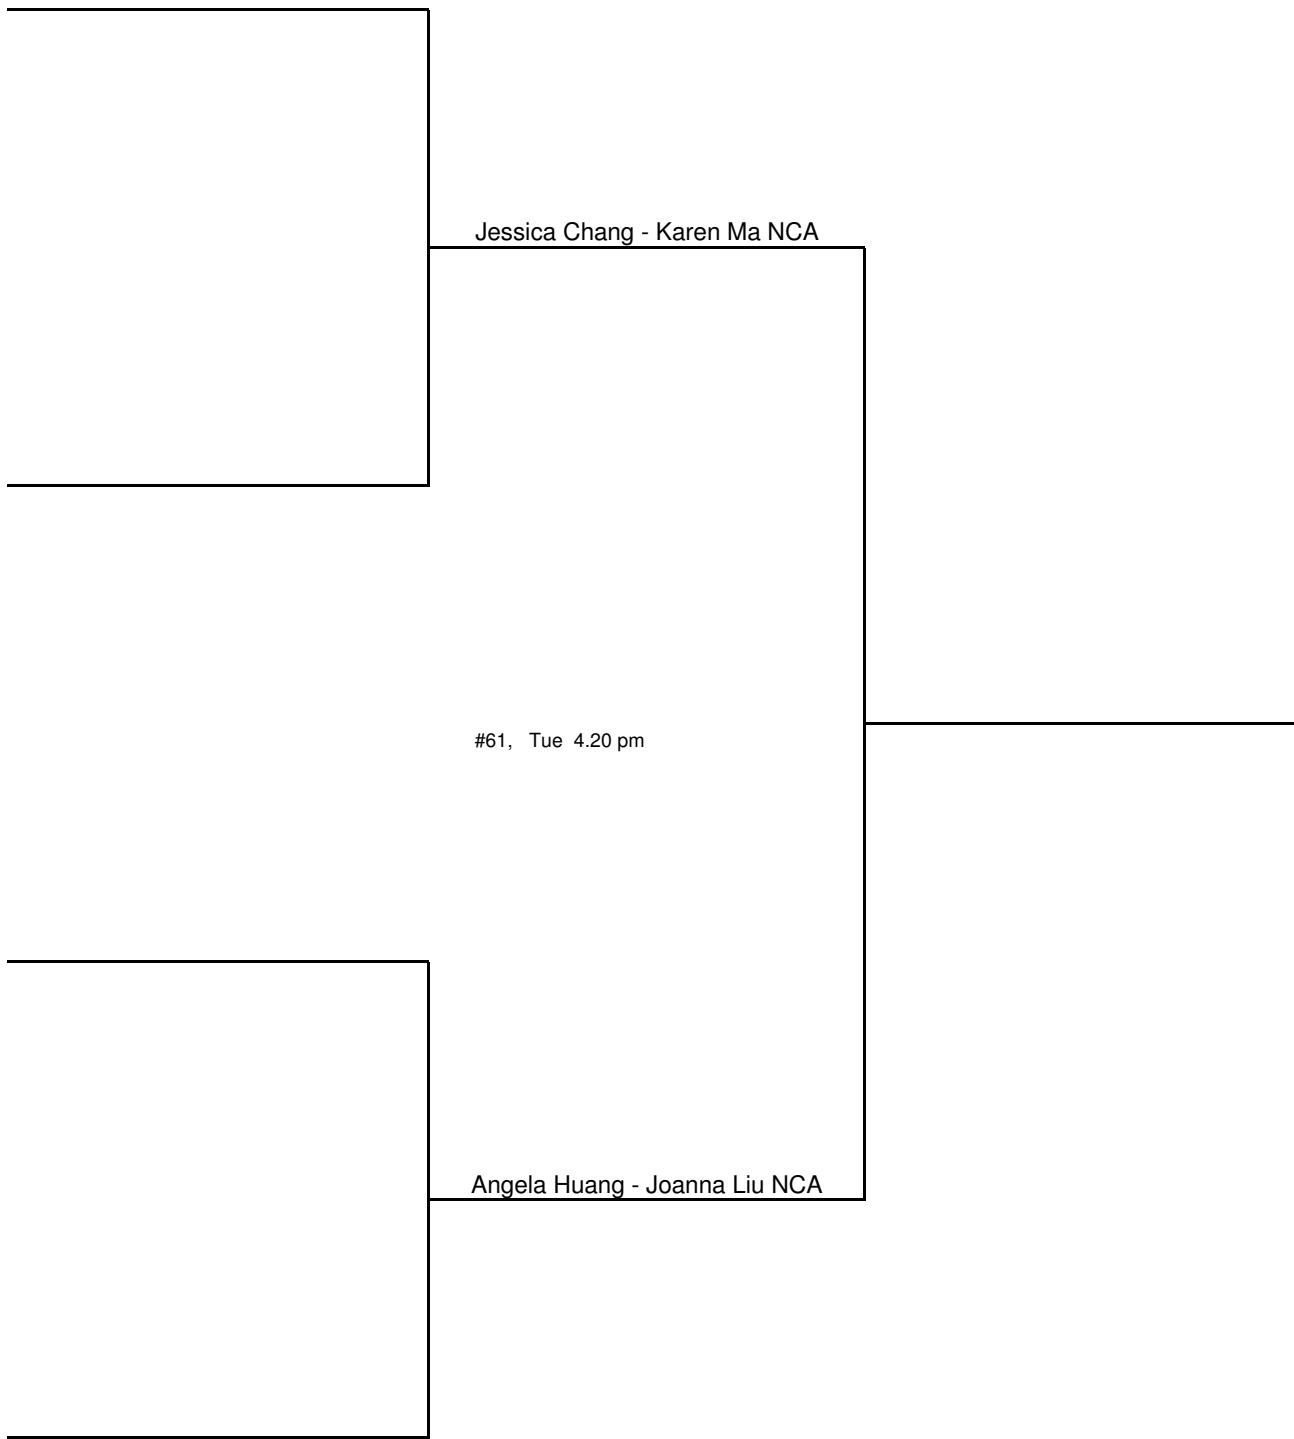 Jessica Chang - Karen Ma NCA
#61, Tue 4.20 pm
Angela Huang - Joanna Liu NCA